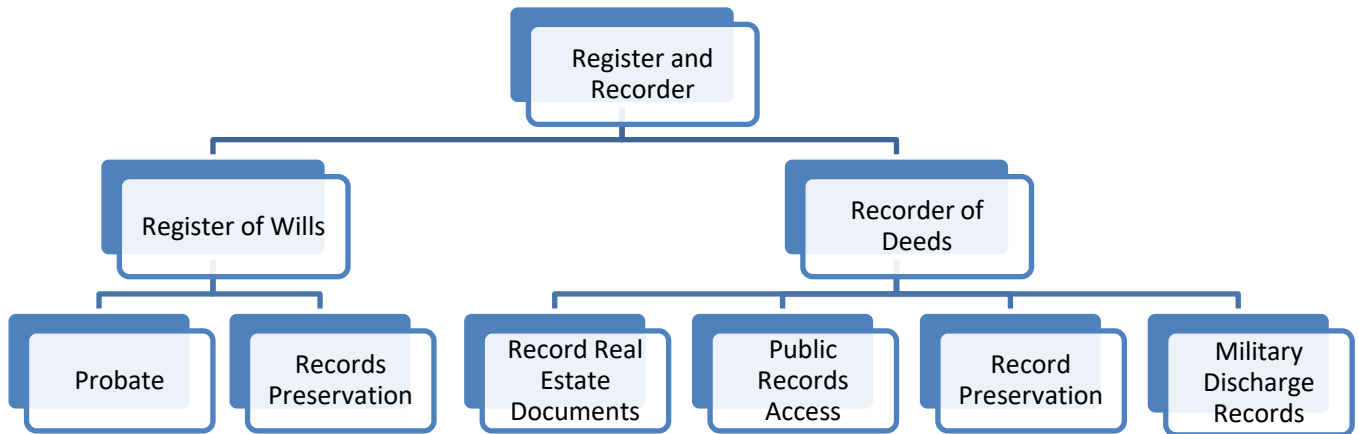 Register and
Recorder
Register of Wills
Recorder of
Deeds
Probate
Records
Preservation
Record Real
Estate
Documents
Public
Records
Access
Record
Preservation
Military
Discharge
Records